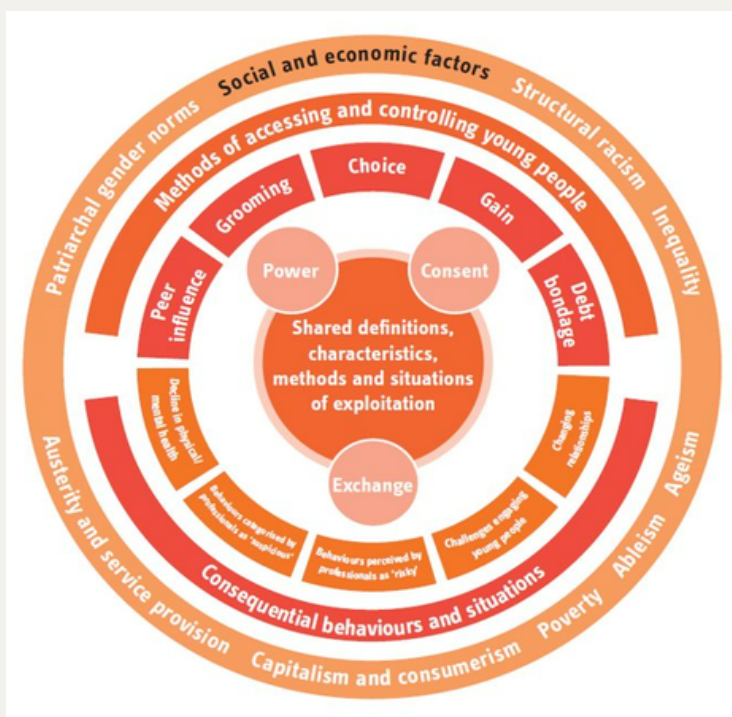 Social and economic factors
Structural racism
Inequality
Ageism
Ableism
Poverty
Capitalism and consumerism
Austerity and service provision
Patriarchal gender norms
Methods of accessing and controlling young people
Peer
influence
Grooming
Choice
Gain
Debt
bondage
Power
Consent
Shared definitions,
characteristics,
methods and situations
of exploitation
Exchange
Decline in physical/
mental health
Behaviours categorised by
professionals as 'suspicious'
Behaviours perceived by
professionals as 'risky'
Challenges engaging
young people
Changing
relationships
Consequential behaviours and situations